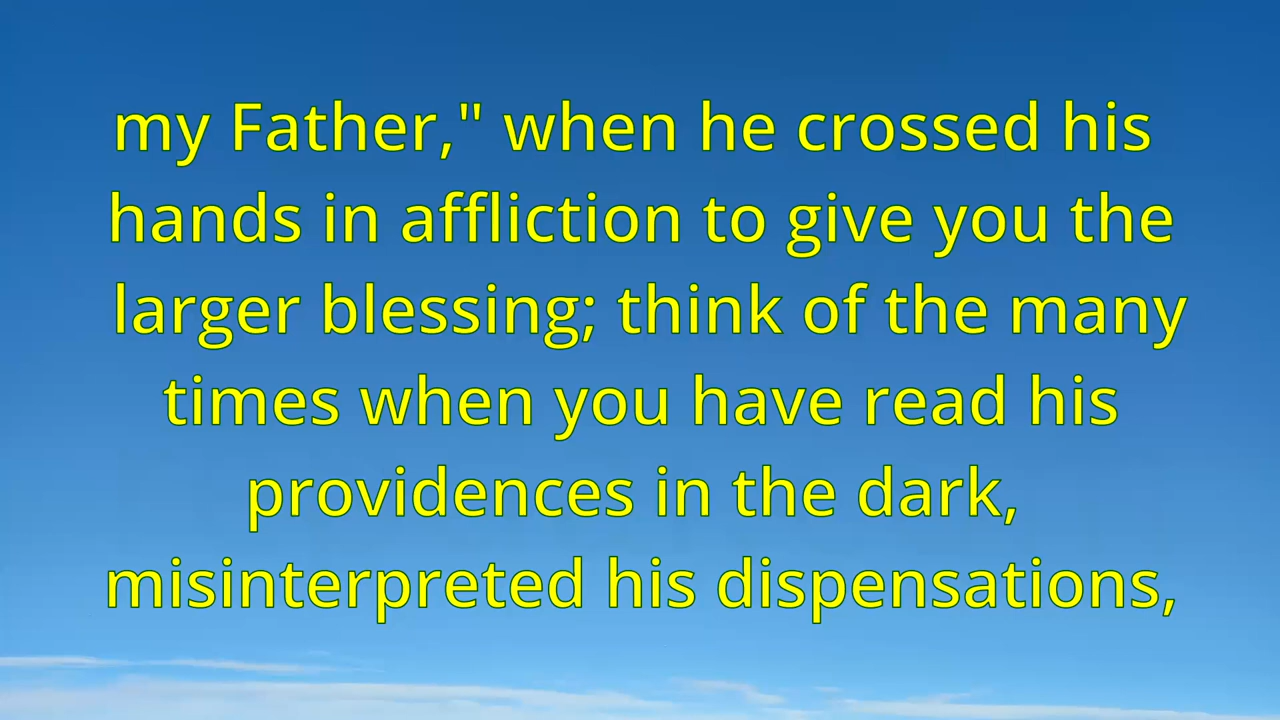 my Father," when he crossed his
hands in affliction to give you the
larger blessing; think of the many
times when you have read his
providences in the dark,
misinterpreted his dispensations,